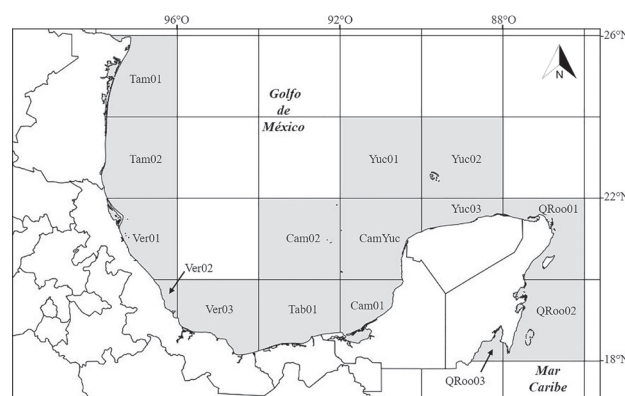 96°O 92°O 88°O
26°N
Tam01
Golfo
de
México
N
Tam02 Yuc01 Yuc02
22°N
Yuc03 QRoo01
Ver01 Cam02 CamYuc
Ver02
Ver03 Tab01 Cam01 QRoo02
18°N
QRoo03
Mar
Caribe